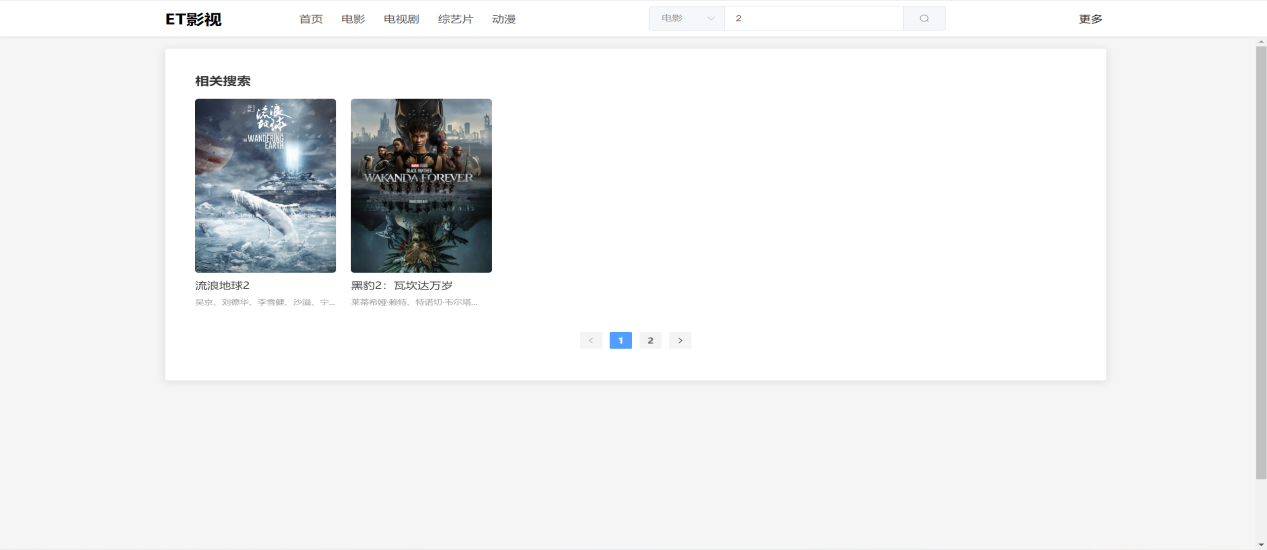 ET影视 首页 电影 电视剧 综艺片 动漫 电影 2 更多
相关搜索
流浪地球
THE WANDERING EARTH
MARVEL STUDIOS
BLACK PANTHER
WAKANDA FOREVER
流浪地球2 黑豹2：瓦坎达万岁
吴京、刘德华、李雪健、沙溢、宁... 莱蒂希娅·赖特、特诺切·韦尔塔...
< 1 2 >